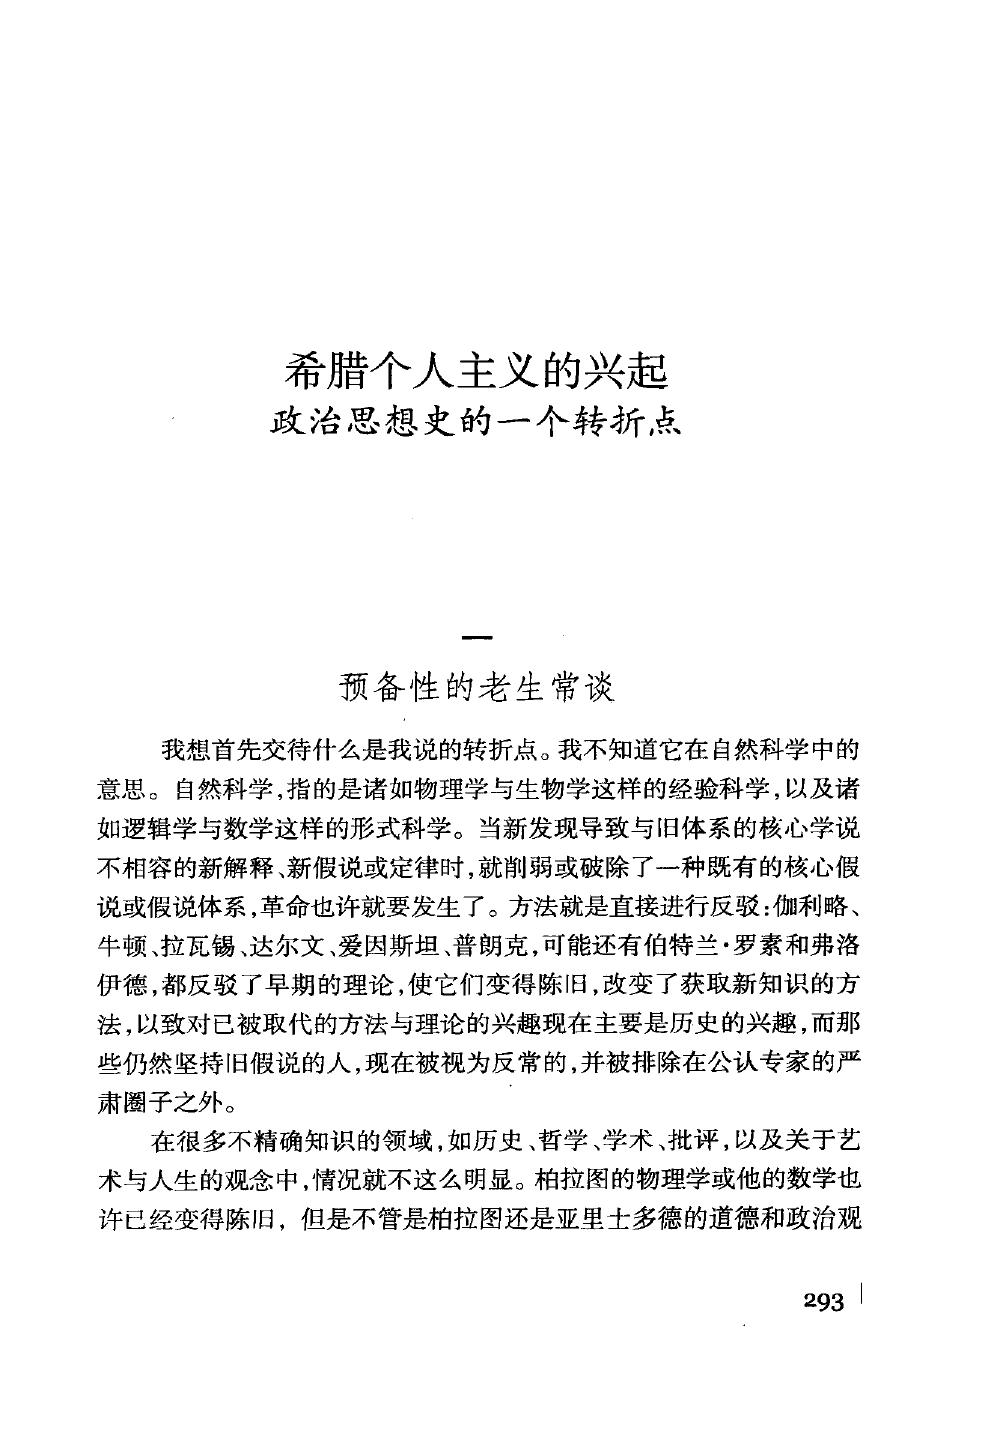 希腊个人主义的兴起
政治思想史的一个转折点
一
预备性的老生常谈
我想首先交待什么是我说的转折点。我不知道它在自然科学中的
意思。自然科学,指的是诸如物理学与生物学这样的经验科学,以及诸
如逻辑学与数学这样的形式科学。当新发现导致与旧体系的核心学说
不相容的新解释、新假说或定律时,就削弱或破除了一种既有的核心假
说或假说体系,革命也许就要发生了。方法就是直接进行反驳:伽利略、
牛顿、拉瓦锡、达尔文、爱因斯坦、普朗克,可能还有伯特兰·罗素和弗洛
伊德,都反驳了早期的理论,使它们变得陈旧,改变了获取新知识的方
法,以致对已被取代的方法与理论的兴趣现在主要是历史的兴趣,而那
些仍然坚持旧假说的人,现在被视为反常的,并被排除在公认专家的严
肃圈子之外。
在很多不精确知识的领域,如历史、哲学、学术、批评,以及关于艺
术与人生的观念中,情况就不这么明显。柏拉图的物理学或他的数学也
许已经变得陈旧,但是不管是柏拉图还是亚里士多德的道德和政治观
293